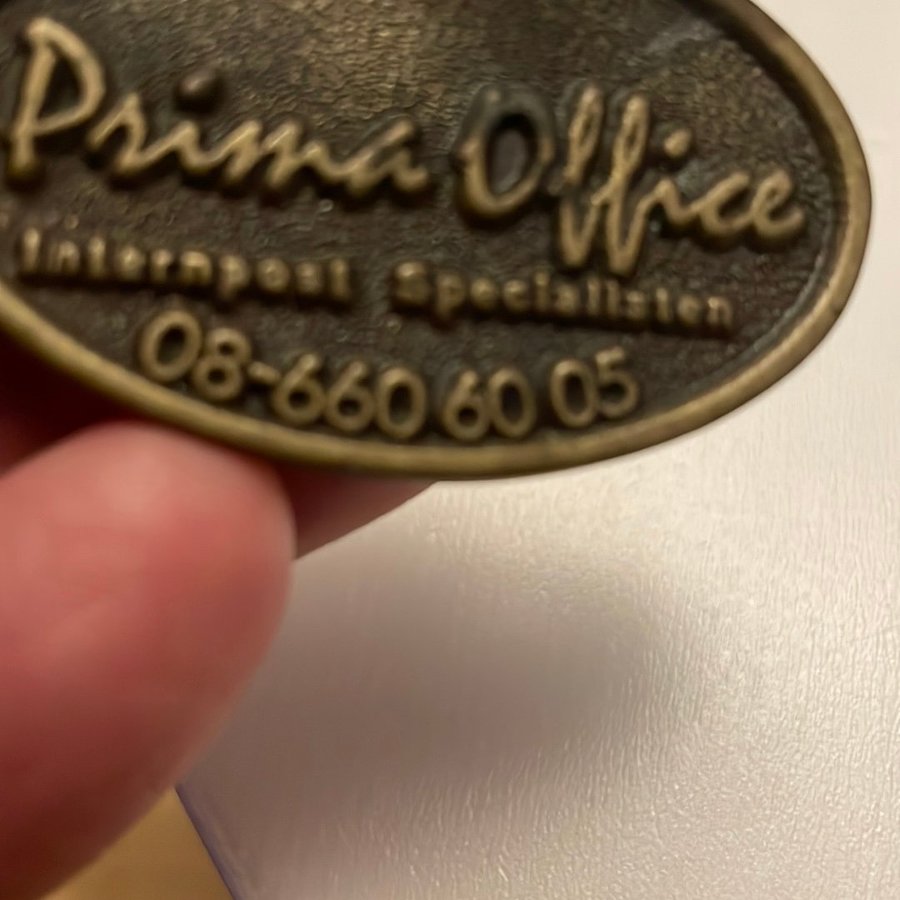 Prima Office
Internpost Specialisten
08-660 60 05